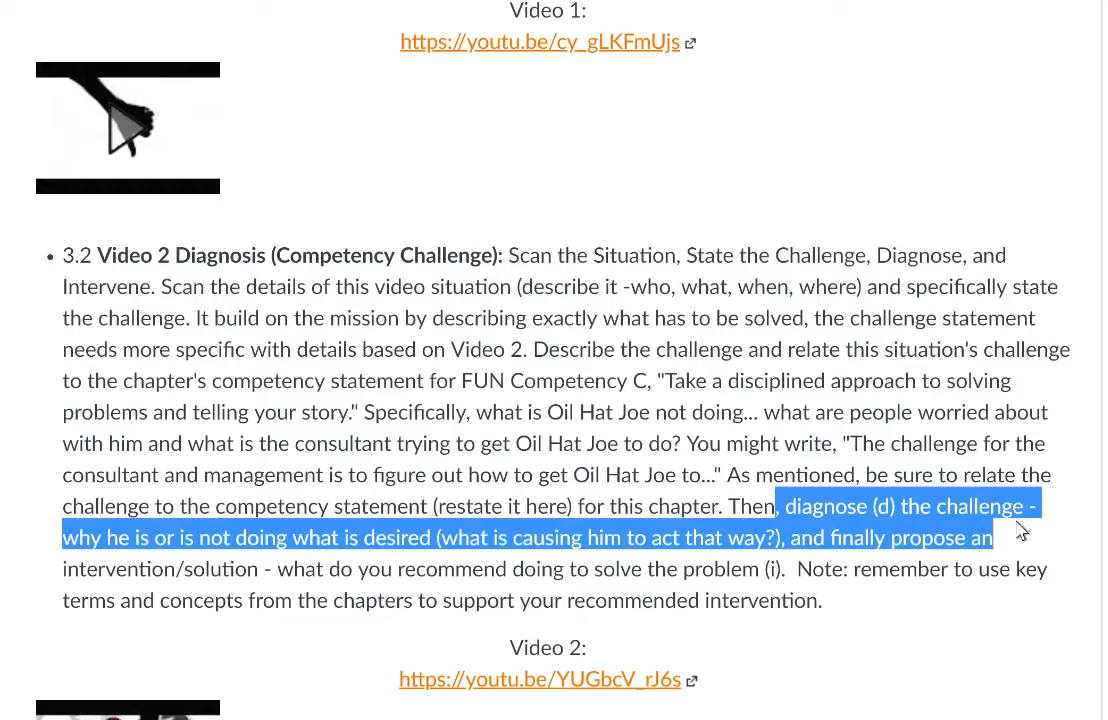 Video 1:
https://youtu.be/cy_gLKFmUjs
3.2 Video 2 Diagnosis (Competency Challenge): Scan the Situation, State the Challenge, Diagnose, and
Intervene. Scan the details of this video situation (describe it -who, what, when, where) and specifically state
the challenge. It build on the mission by describing exactly what has to be solved, the challenge statement
needs more specific with details based on Video 2. Describe the challenge and relate this situation's challenge
to the chapter's competency statement for FUN Competency C, "Take a disciplined approach to solving
problems and telling your story." Specifically, what is Oil Hat Joe not doing... what are people worried about
with him and what is the consultant trying to get Oil Hat Joe to do? You might write, "The challenge for the
consultant and management is to figure out how to get Oil Hat Joe to..." As mentioned, be sure to relate the
challenge to the competency statement (restate it here) for this chapter. Then, diagnose (d) the challenge -
why he is or is not doing what is desired (what is causing him to act that way?), and finally propose an
intervention/solution - what do you recommend doing to solve the problem (i).  Note: remember to use key
terms and concepts from the chapters to support your recommended intervention.
Video 2:
https://youtu.be/YUGbcV_rJ6s